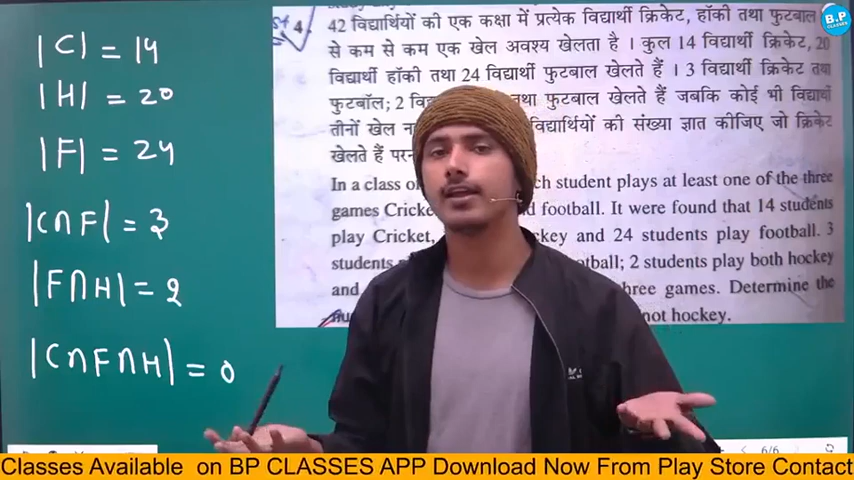 |C| = 14
|H| = 20
|F| = 24
|C∩F| = 3
|F∩H| = 2
|C∩F∩H| = 0
4. 42 विद्यार्थियों की एक कक्षा में प्रत्येक विद्यार्थी क्रिकेट, हॉकी तथा फुटबाल
से कम से कम एक खेल अवश्य खेलता है । कुल 14 विद्यार्थी क्रिकेट, 20
विद्यार्थी हॉकी तथा 24 विद्यार्थी फुटबाल खेलते हैं । 3 विद्यार्थी क्रिकेट तथा
फुटबॉल; 2 तथा फुटबाल खेलते हैं जबकि कोई भी विद्यार्थी
तीनों खेल विद्यार्थियों की संख्या ज्ञात कीजिए जो क्रिकेट
खेलते हैं
In a class student plays at least one of the three
games Cricket, and football. It were found that 14 students
play Cricket, and 24 students play football. 3
students 2 students play both hockey
and three games. Determine the
not hockey.
B.P
CLASSES
6/6
Classes Available on BP CLASSES APP Download Now From Play Store Contact